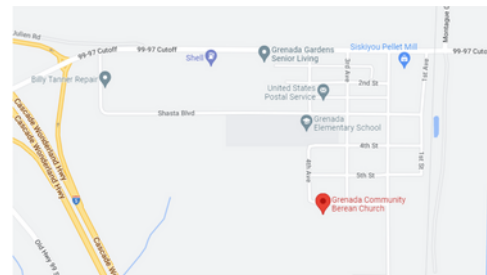 Julien Rd
99-97 Cutoff
99-97 Cutoff
Shell
Grenada Gardens
Senior Living
Siskiyou Pellet Mill
99-97 Cutoff
Montague G
Billy Tanner Repair
United States
Postal Service
3rd Ave
2nd St
1st Ave
Shasta Blvd
Grenada
Elementary School
4th St
4th Ave
1st St
5th St
Grenada Community
Berean Church
Cascade Wonderland Hwy
Cascade Wonderland Hwy
5
Cascade W
Old Hwy 99 S